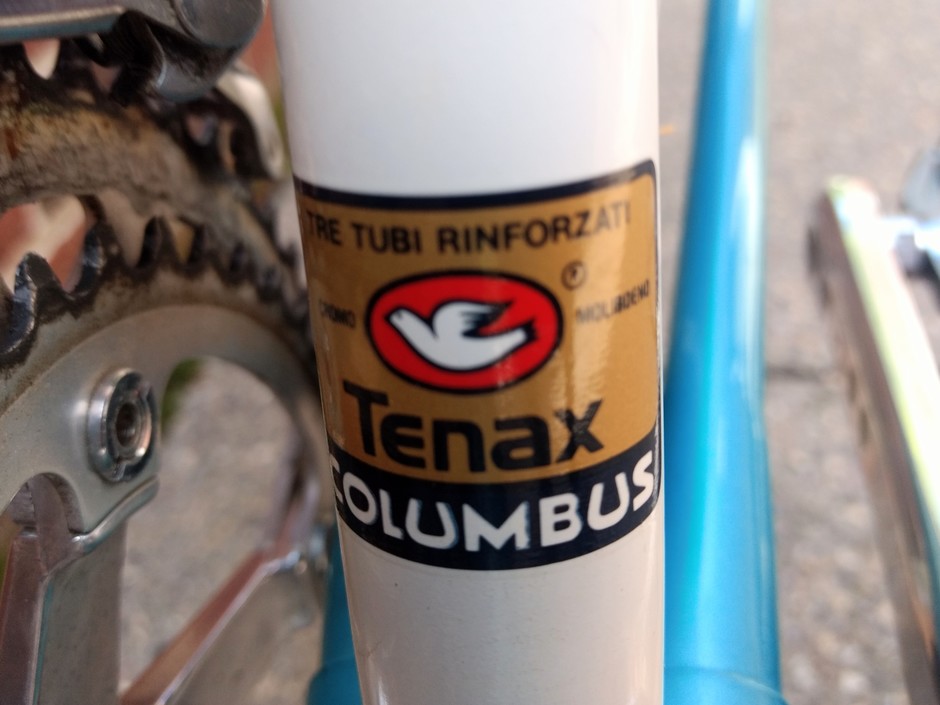 TRE TUBI RINFORZATI
CROMO
®
MOLIBDENO
Tenax
COLUMBUS